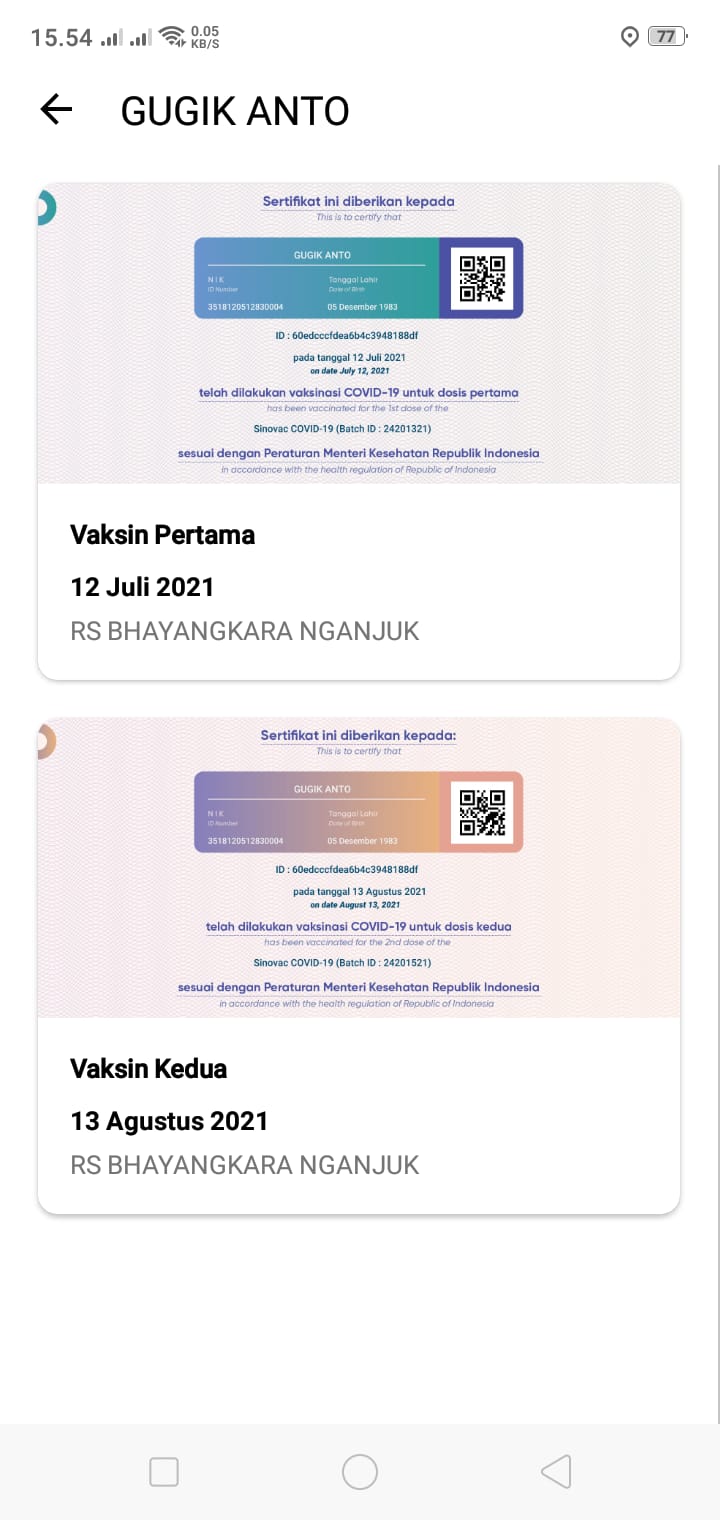 15.54 0.05 KB/S 77
GUGIK ANTO
Sertifikat ini diberikan kepada
This is to certify that
GUGIK ANTO
NIK Tanggal Lahir
ID Number Date of Birth
3518120512830004 05 Desember 1983
ID : 60edcccfdea6b4c3948188df
pada tanggal 12 Juli 2021
on date July 12, 2021
telah dilakukan vaksinasi COVID-19 untuk dosis pertama
has been vaccinated for the 1st dose of the
Sinovac COVID-19 (Batch ID : 24201321)
sesuai dengan Peraturan Menteri Kesehatan Republik Indonesia
in accordance with the health regulation of Republic of Indonesia
Vaksin Pertama
12 Juli 2021
RS BHAYANGKARA NGANJUK
Sertifikat ini diberikan kepada:
This is to certify that
GUGIK ANTO
NIK Tanggal Lahir
ID Number Date of Birth
3518120512830004 05 Desember 1983
ID : 60edcccfdea6b4c3948188df
pada tanggal 13 Agustus 2021
on date August 13, 2021
telah dilakukan vaksinasi COVID-19 untuk dosis kedua
has been vaccinated for the 2nd dose of the
Sinovac COVID-19 (Batch ID : 24201521)
sesuai dengan Peraturan Menteri Kesehatan Republik Indonesia
in accordance with the health regulation of Republic of Indonesia
Vaksin Kedua
13 Agustus 2021
RS BHAYANGKARA NGANJUK